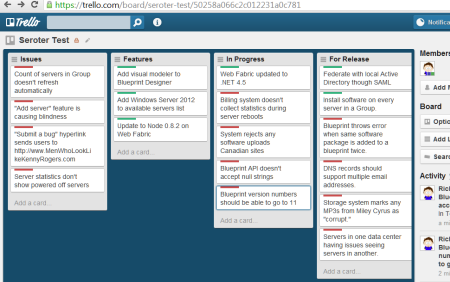 https://trello.com/board/seroter-test/50258a066c2c012231a0c781
Trello
Notifica
Seroter Test
Issues
Count of servers in Group
doesn't refresh
automatically
"Add server" feature is
causing blindness
"Submit a bug" hyperlink
sends users to
http://www.MenWhoLookLi
keKennyRogers.com
Server statistics don't
show powered off servers
Add a card...
Features
Add visual modeler to
Blueprint Designer
Add Windows Server 2012
to available servers list
Update to Node 0.8.2 on
Web Fabric
Add a card...
In Progress
Web Fabric updated to
.NET 4.5
Billing system doesn't
collect statistics during
server reboots
System rejects any
software uploads
Canadian sites
Blueprint API doesn't
accept null strings
Blueprint version numbers
should be able to go to 11
Add a card...
For Release
Federate with local Active
Directory though SAML
Install software on every
server in a Group.
Blueprint throws error
when same software
package is added to a
blueprint twice.
DNS records should
support multiple email
addresses.
Storage system marks any
MP3s from Miley Cyrus as
"corrupt."
Servers in one data center
having issues seeing
servers in another.
Add a card...
Members
Add
Board
Optio
Add L
Searc
Activity
Rich
Blue
acc
in P
a mi
Rich
Blue
num
to g
2 mi